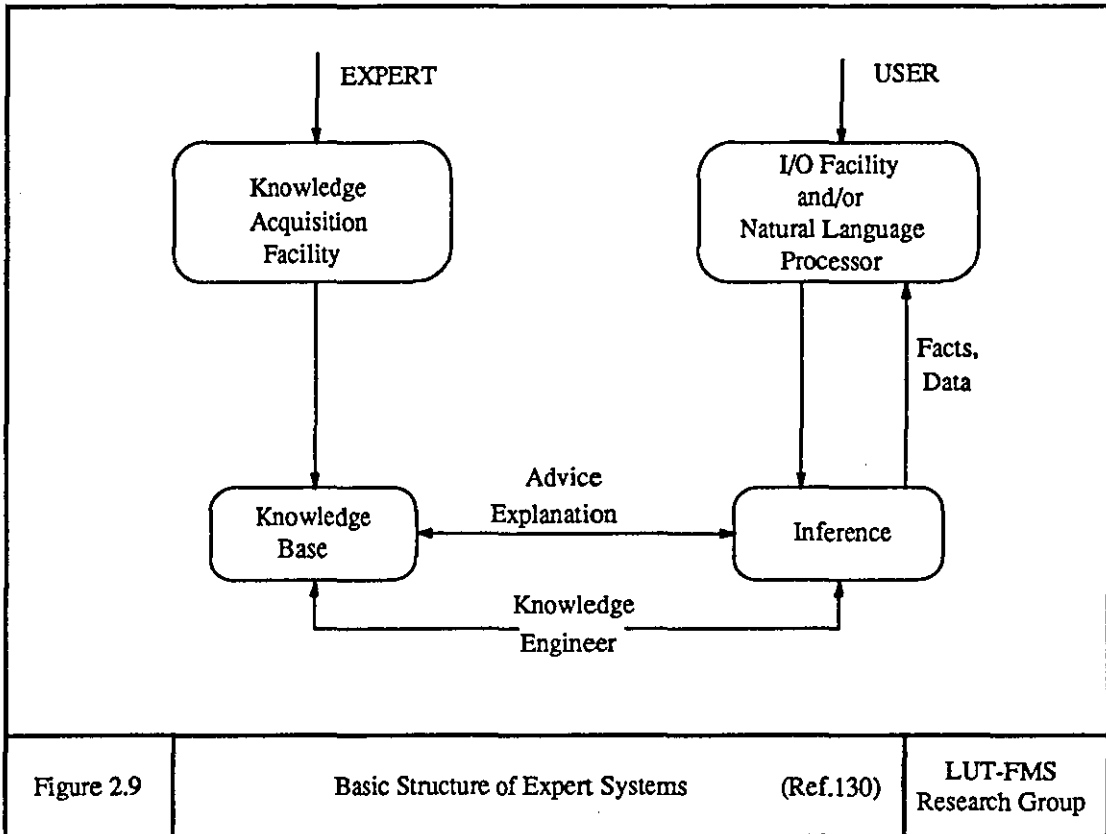 EXPERT
USER
Knowledge
Acquisition
Facility
I/O Facility
and/or
Natural Language
Processor
Facts,
Data
Advice
Explanation
Knowledge
Base
Inference
Knowledge
Engineer
Figure 2.9
Basic Structure of Expert Systems (Ref.130)
LUT-FMS
Research Group